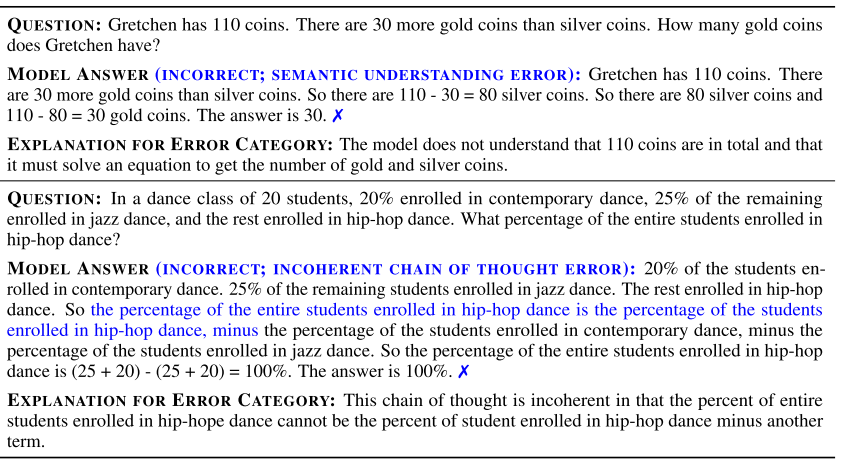 QUESTION: Gretchen has 110 coins. There are 30 more gold coins than silver coins. How many gold coins
does Gretchen have?
MODEL ANSWER (INCORRECT; SEMANTIC UNDERSTANDING ERROR): Gretchen has 110 coins. There
are 30 more gold coins than silver coins. So there are 110 - 30 = 80 silver coins. So there are 80 silver coins and
110 - 80 = 30 gold coins. The answer is 30. ✗
EXPLANATION FOR ERROR CATEGORY: The model does not understand that 110 coins are in total and that
it must solve an equation to get the number of gold and silver coins.
QUESTION: In a dance class of 20 students, 20% enrolled in contemporary dance, 25% of the remaining
enrolled in jazz dance, and the rest enrolled in hip-hop dance. What percentage of the entire students enrolled in
hip-hop dance?
MODEL ANSWER (INCORRECT; INCOHERENT CHAIN OF THOUGHT ERROR): 20% of the students en-
rolled in contemporary dance. 25% of the remaining students enrolled in jazz dance. The rest enrolled in hip-hop
dance. So the percentage of the entire students enrolled in hip-hop dance is the percentage of the students
enrolled in hip-hop dance, minus the percentage of the students enrolled in contemporary dance, minus the
percentage of the students enrolled in jazz dance. So the percentage of the entire students enrolled in hip-hop
dance is (25 + 20) - (25 + 20) = 100%. The answer is 100%. ✗
EXPLANATION FOR ERROR CATEGORY: This chain of thought is incoherent in that the percent of entire
students enrolled in hip-hope dance cannot be the percent of student enrolled in hip-hop dance minus another
term.